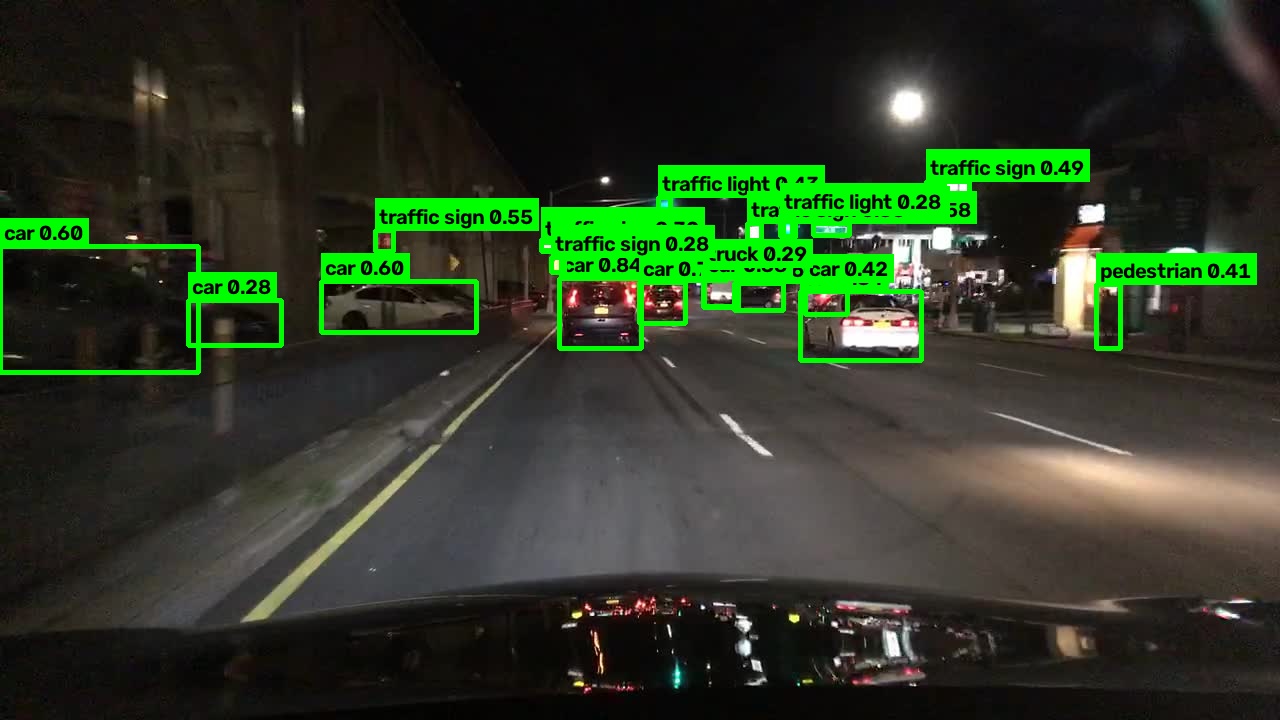 traffic sign 0.49
traffic light 0.47
traffic light 0.28
58
traffic sign 0.55
car 0.60
traffic sign 0.28
truck 0.29
car 0.84
car 0.60
car 0.42
pedestrian 0.41
car 0.28